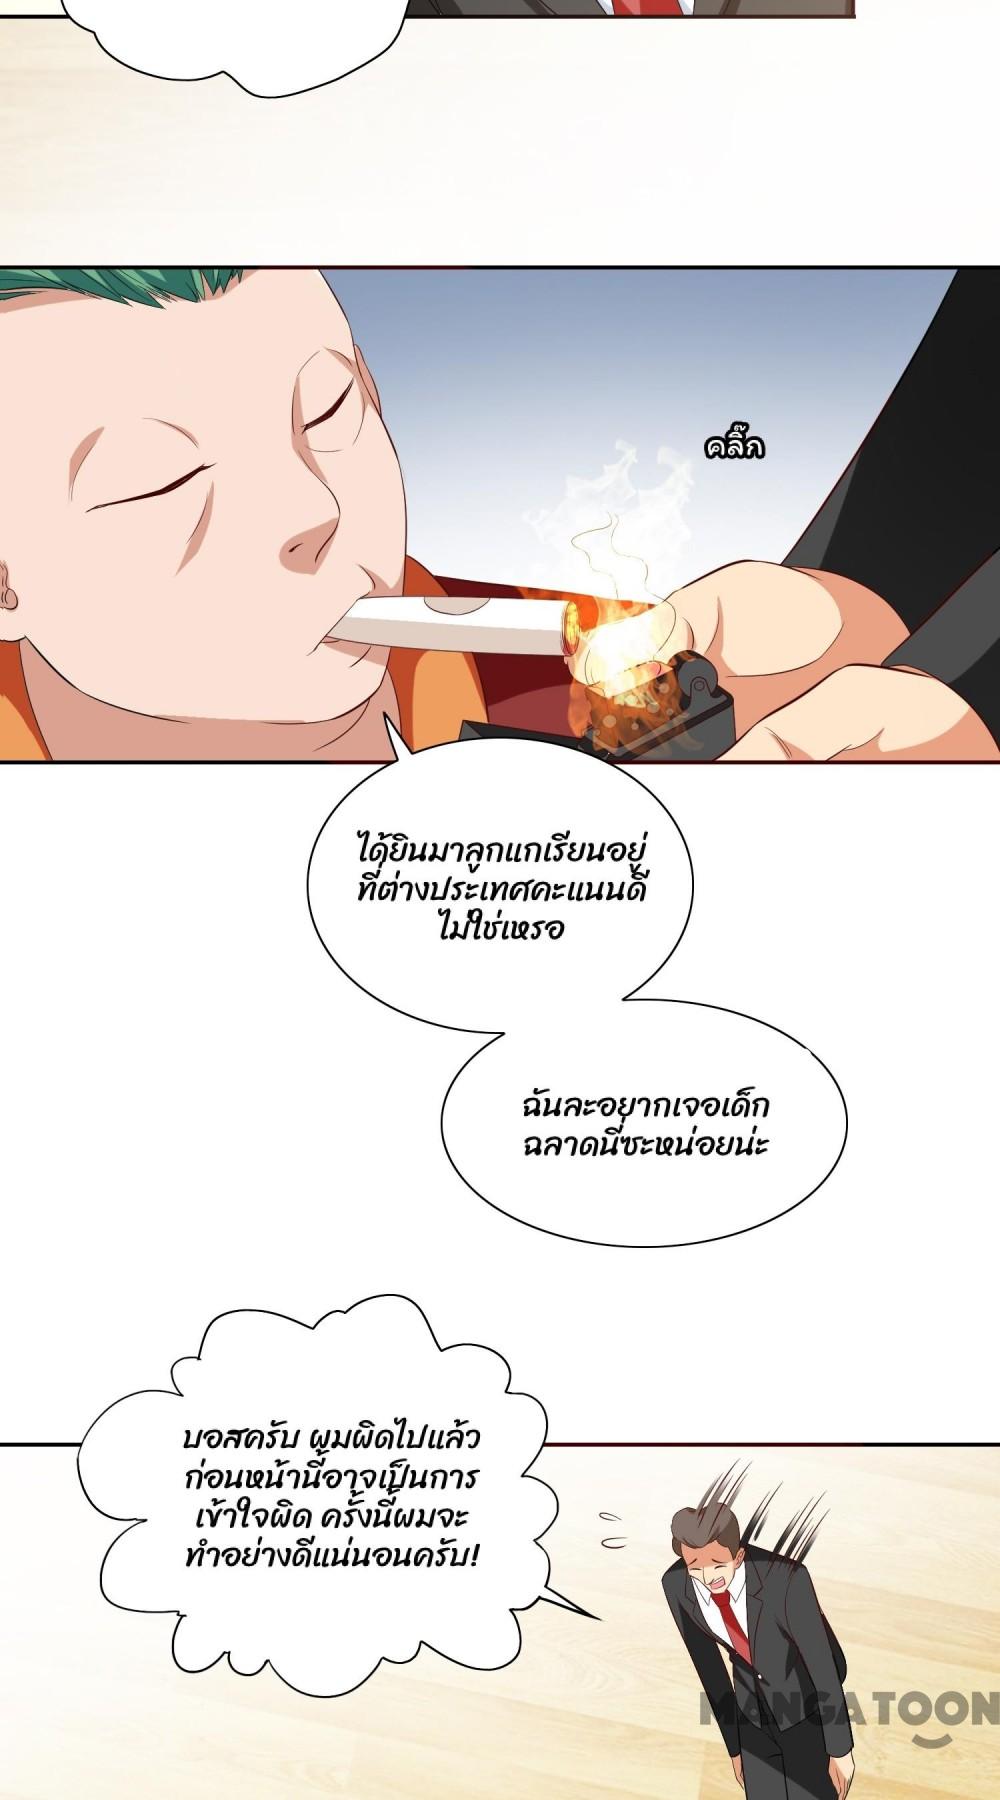 คลิ๊ก
ได้ยินมาลูกแกเรียนอยู่
ที่ต่างประเทศคะแนนดี
ไม่ใช่เหรอ
ฉันละอยากเจอเด็ก
ฉลาดนี่ซะหน่อยน่ะ
บอสครับ ผมผิดไปแล้ว
ก่อนหน้านี้อาจเป็นการ
เข้าใจผิด ครั้งนี้ผมจะ
ทำอย่างดีแน่นอนครับ!
MANGATOON